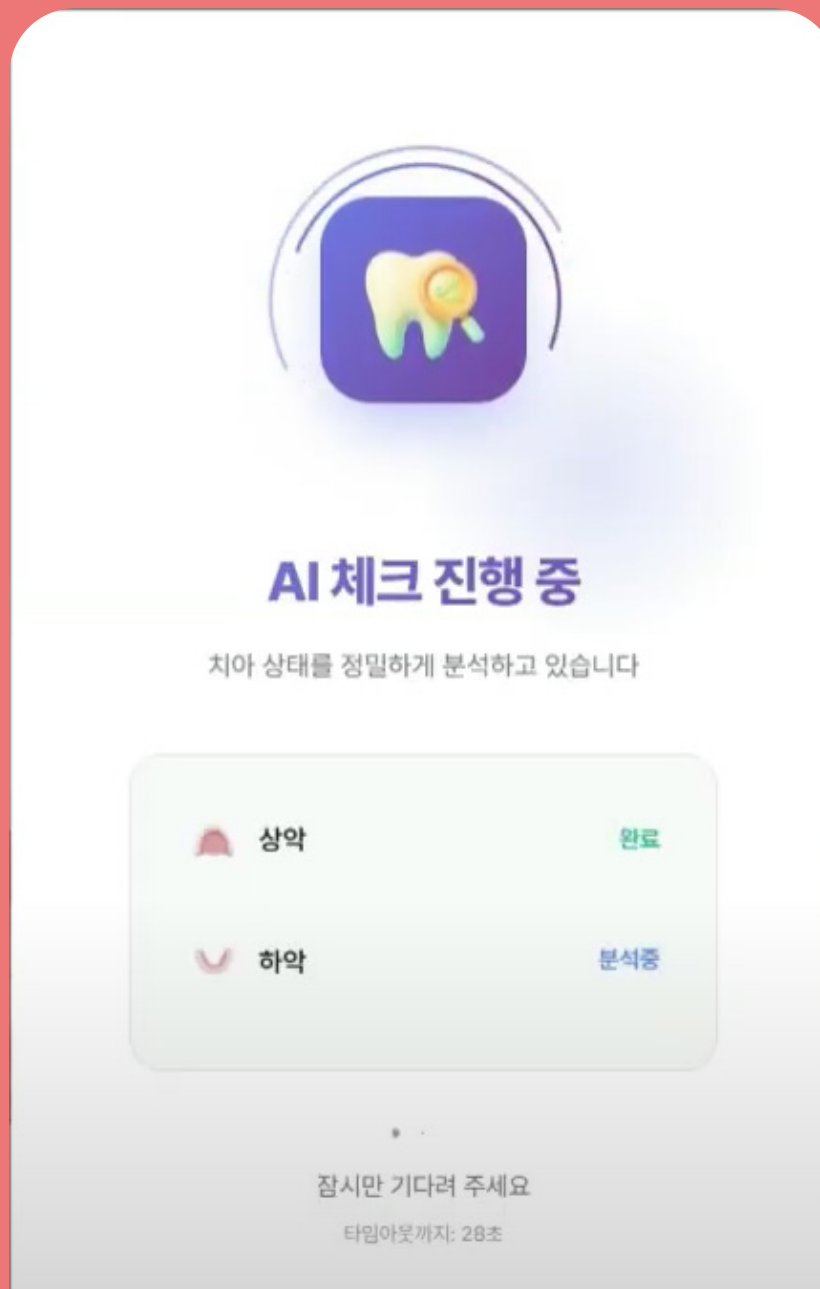 AI 체크 진행 중
치아 상태를 정밀하게 분석하고 있습니다
상악 완료
하악 분석중
잠시만 기다려 주세요
타임아웃까지: 28초